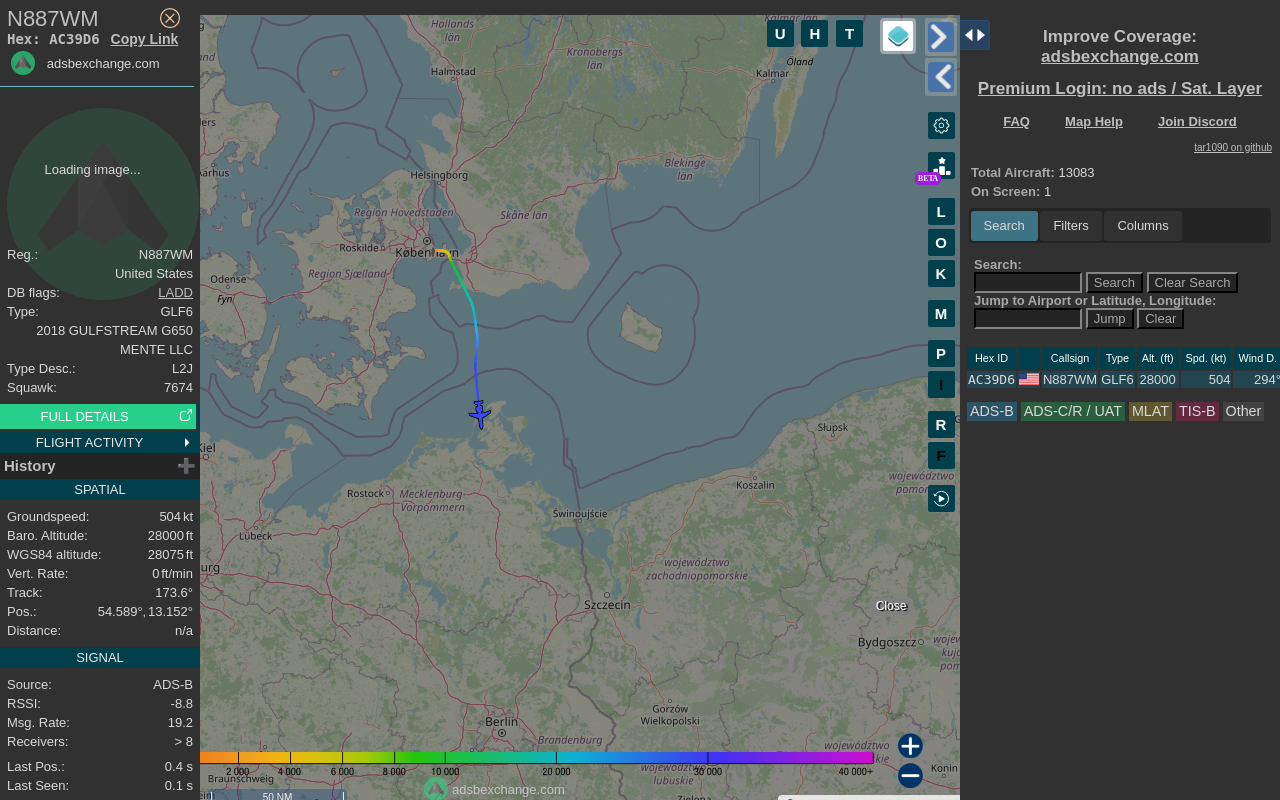 N887WM
Hex: AC39D6 Copy Link
adsbexchange.com
Loading image...
Reg.: N887WM
United States
DB flags: LADD
Type: GLF6
2018 GULFSTREAM G650
MENTE LLC
Type Desc.: L2J
Squawk: 7674
FULL DETAILS
FLIGHT ACTIVITY
History
SPATIAL
Groundspeed: 504 kt
Baro. Altitude: 28000 ft
WGS84 altitude: 28075 ft
Vert. Rate: 0 ft/min
Track: 173.6°
Pos.: 54.589°, 13.152°
Distance: n/a
SIGNAL
Source: ADS-B
RSSI: -8.8
Msg. Rate: 19.2
Receivers: > 8
Last Pos.: 0.4 s
Last Seen: 0.1 s
Hallands
län
Kronobergs
län
Kalmar län
Öland
Halmstad
Kalmar
Blekinge
län
Helsingborg
Region Hovedstaden
Skåne län
Roskilde
København
Region Sjælland
Odense
Fyn
Kiel
Rostock
Mecklenburg-
Vorpommern
Lübeck
Słupsk
Koszalin
Świnoujście
województwo
pomor
województwo
zachodniopomorskie
Szczecin
Bydgoszcz
Gorzów
Wielkopolski
Berlin
Brandenburg
województwo
lubuskie
województwo
Konin
Braunschweig
Zielona
Close
U H T
BETA
L
O
K
M
P
I
R
F
2 000 4 000 6 000 8 000 10 000 20 000 30 000 40 000+
50 NM
adsbexchange.com
Improve Coverage:
adsbexchange.com
Premium Login: no ads / Sat. Layer
FAQ Map Help Join Discord
tar1090 on github
Total Aircraft: 13083
On Screen: 1
Search Filters Columns
Search:
Search Clear Search
Jump to Airport or Latitude, Longitude:
Jump Clear
Hex ID Callsign Type Alt. (ft) Spd. (kt) Wind D.
AC39D6 N887WM GLF6 28000 504 294°
ADS-B ADS-C/R / UAT MLAT TIS-B Other